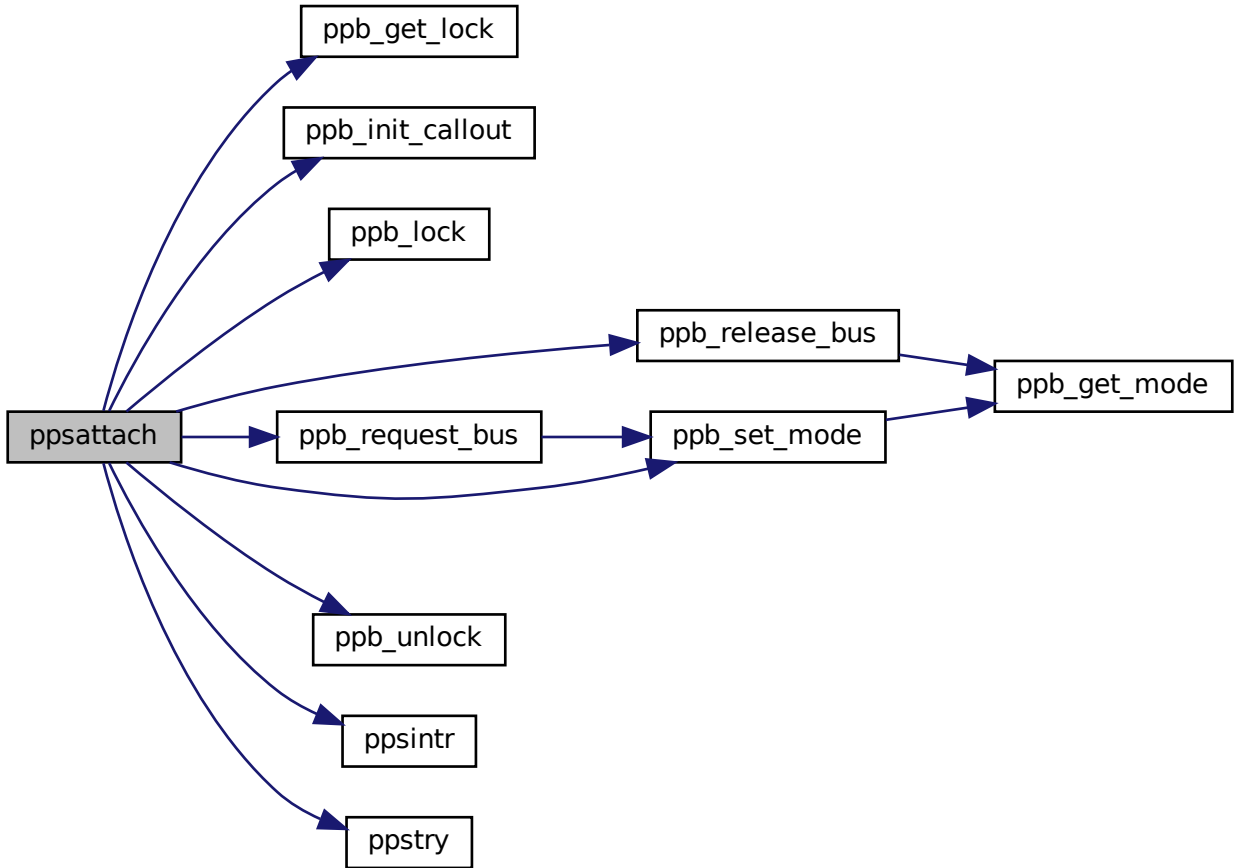 ppb_get_lock
ppb_init_callout
ppb_lock
ppb_release_bus
ppb_get_mode
ppsattach
ppb_request_bus
ppb_set_mode
ppb_unlock
ppsintr
ppstry